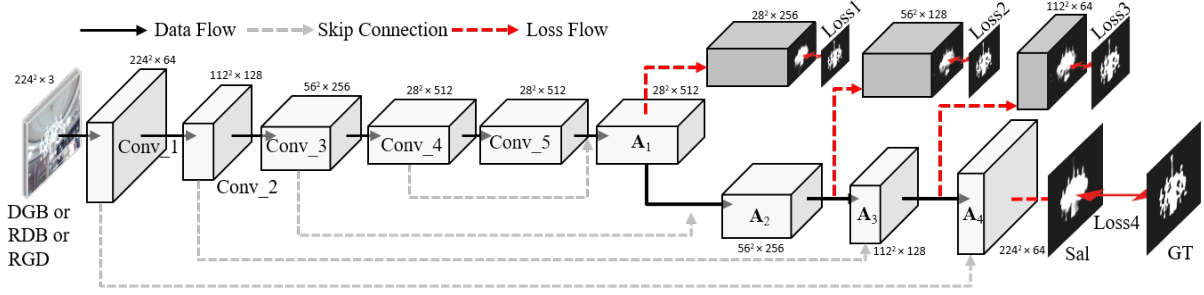 Data Flow
Skip Connection
Loss Flow
28² × 256
Loss1
56² × 128
Loss2
112² × 64
Loss3
224² × 3
224² × 64
112² × 128
56² × 256
28² × 512
28² × 512
28² × 512
Conv_1
Conv_2
Conv_3
Conv_4
Conv_5
A₁
A₂
A₃
A₄
DGB or
RDB or
RGD
56² × 256
112² × 128
224² × 64
Sal
Loss4
GT